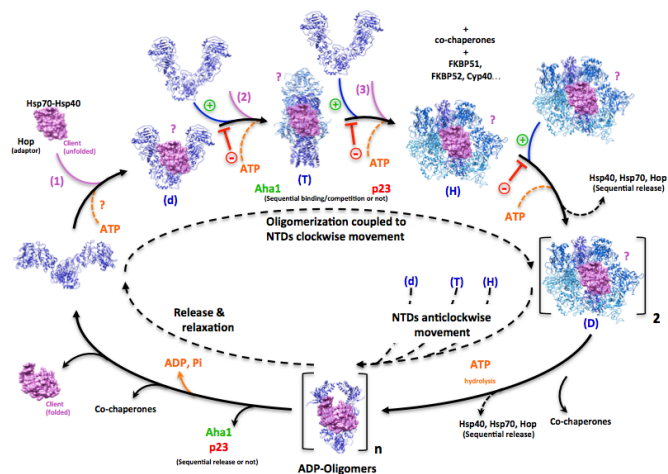 +
co-chaperones
+
FKBP51,
FKBP52, Cyp40...
Hsp70-Hsp40
Hop
(adaptor)
Client
(unfolded)
(1)
?
ATP
?
(d)
+
(2)
-
ATP
Aha1
?
(T)
(Sequential binding/competition or not)
+
(3)
-
ATP
p23
?
(H)
?
+
-
ATP
Hsp40, Hsp70, Hop
(Sequential release)
Oligomerization coupled to
NTDs clockwise movement
(d)
(T)
(H)
NTDs anticlockwise
movement
Release &
relaxation
?
(D)
2
ATP
hydrolysis
Hsp40, Hsp70, Hop
(Sequential release)
Co-chaperones
ADP, Pi
Client
(folded)
Co-chaperones
Aha1
p23
(Sequential release or not)
n
ADP-Oligomers